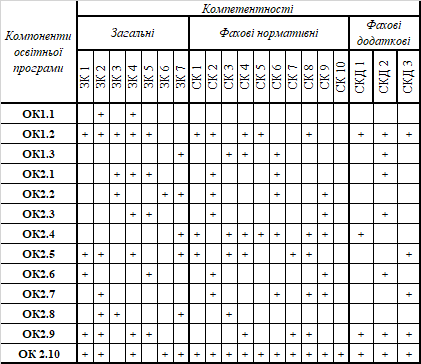 Компоненти освітньої програми
Компетентності
Загальні
Фахові нормативні
Фахові додаткові
ЗК 1 ЗК 2 ЗК 3 ЗК 4 ЗК 5 ЗК 6 ЗК 7 СК 1 СК 2 СК 3 СК 4 СК 5 СК 6 СК 7 СК 8 СК 9 СК 10 СКД 1 СКД 2 СКД 3
ОК1.1 + +
ОК1.2 + + + + + + + + + + + + +
ОК1.3 + + + + +
ОК2.1 + + + + + +
ОК2.2 + + + + + +
ОК2.3 + + + + +
ОК2.4 + + + + + + + + +
ОК2.5 + + + + + + + + + +
ОК2.6 + + + + +
ОК2.7 + + + + + +
ОК2.8 + + + +
ОК2.9 + + + + + + + + + +
ОК 2.10 + + + + + + + + + + + + + + + + + +